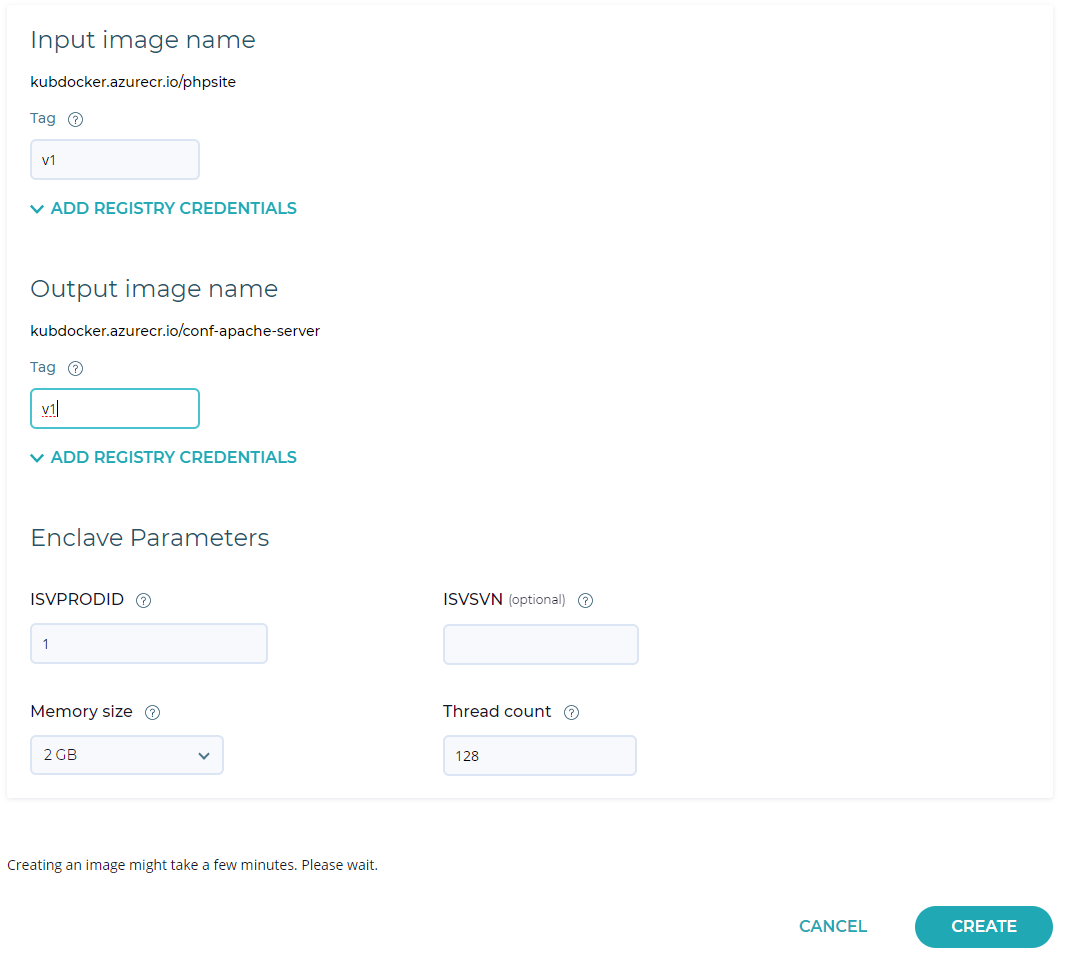 Input image name
kubdocker.azurecr.io/phpsite
Tag ?
v1
ADD REGISTRY CREDENTIALS
Output image name
kubdocker.azurecr.io/conf-apache-server
Tag ?
v1
ADD REGISTRY CREDENTIALS
Enclave Parameters
ISVPRODID ? ISVSVN (optional) ?
1
Memory size ? Thread count ?
2 GB 128
Creating an image might take a few minutes. Please wait.
CANCEL CREATE